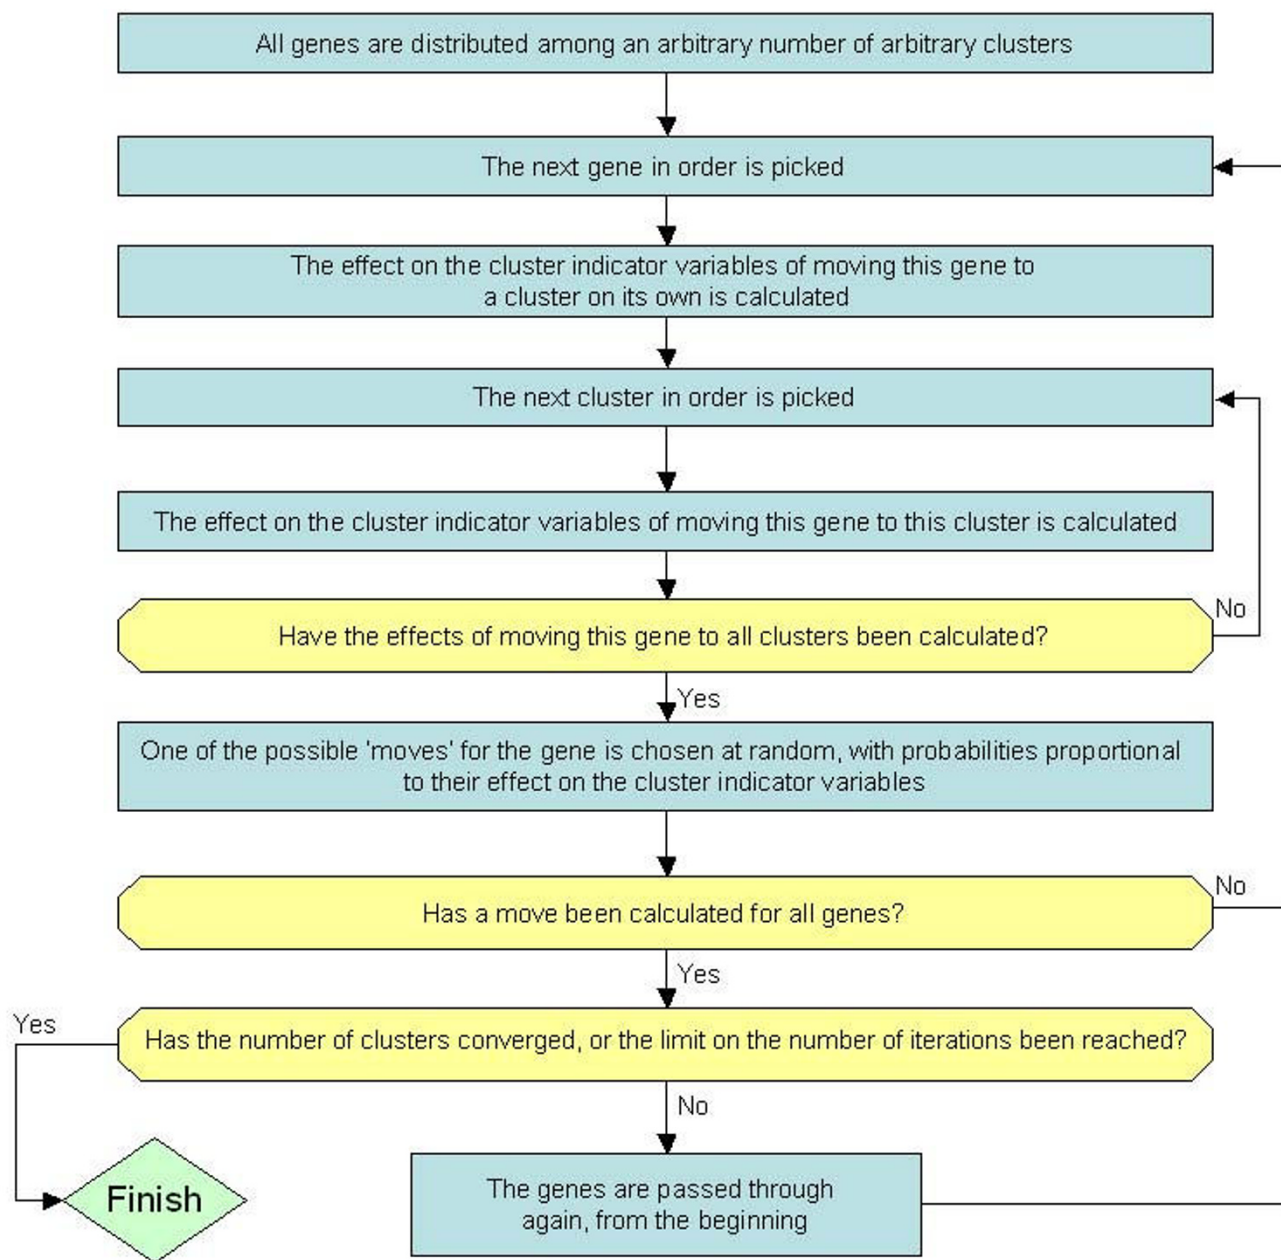 All genes are distributed among an arbitrary number of arbitrary clusters
The next gene in order is picked
The effect on the cluster indicator variables of moving this gene to
a cluster on its own is calculated
The next cluster in order is picked
The effect on the cluster indicator variables of moving this gene to this cluster is calculated
No
Have the effects of moving this gene to all clusters been calculated?
Yes
One of the possible 'moves' for the gene is chosen at random, with probabilities proportional
to their effect on the cluster indicator variables
No
Has a move been calculated for all genes?
Yes
Yes
Has the number of clusters converged, or the limit on the number of iterations been reached?
No
Finish
The genes are passed through
again, from the beginning